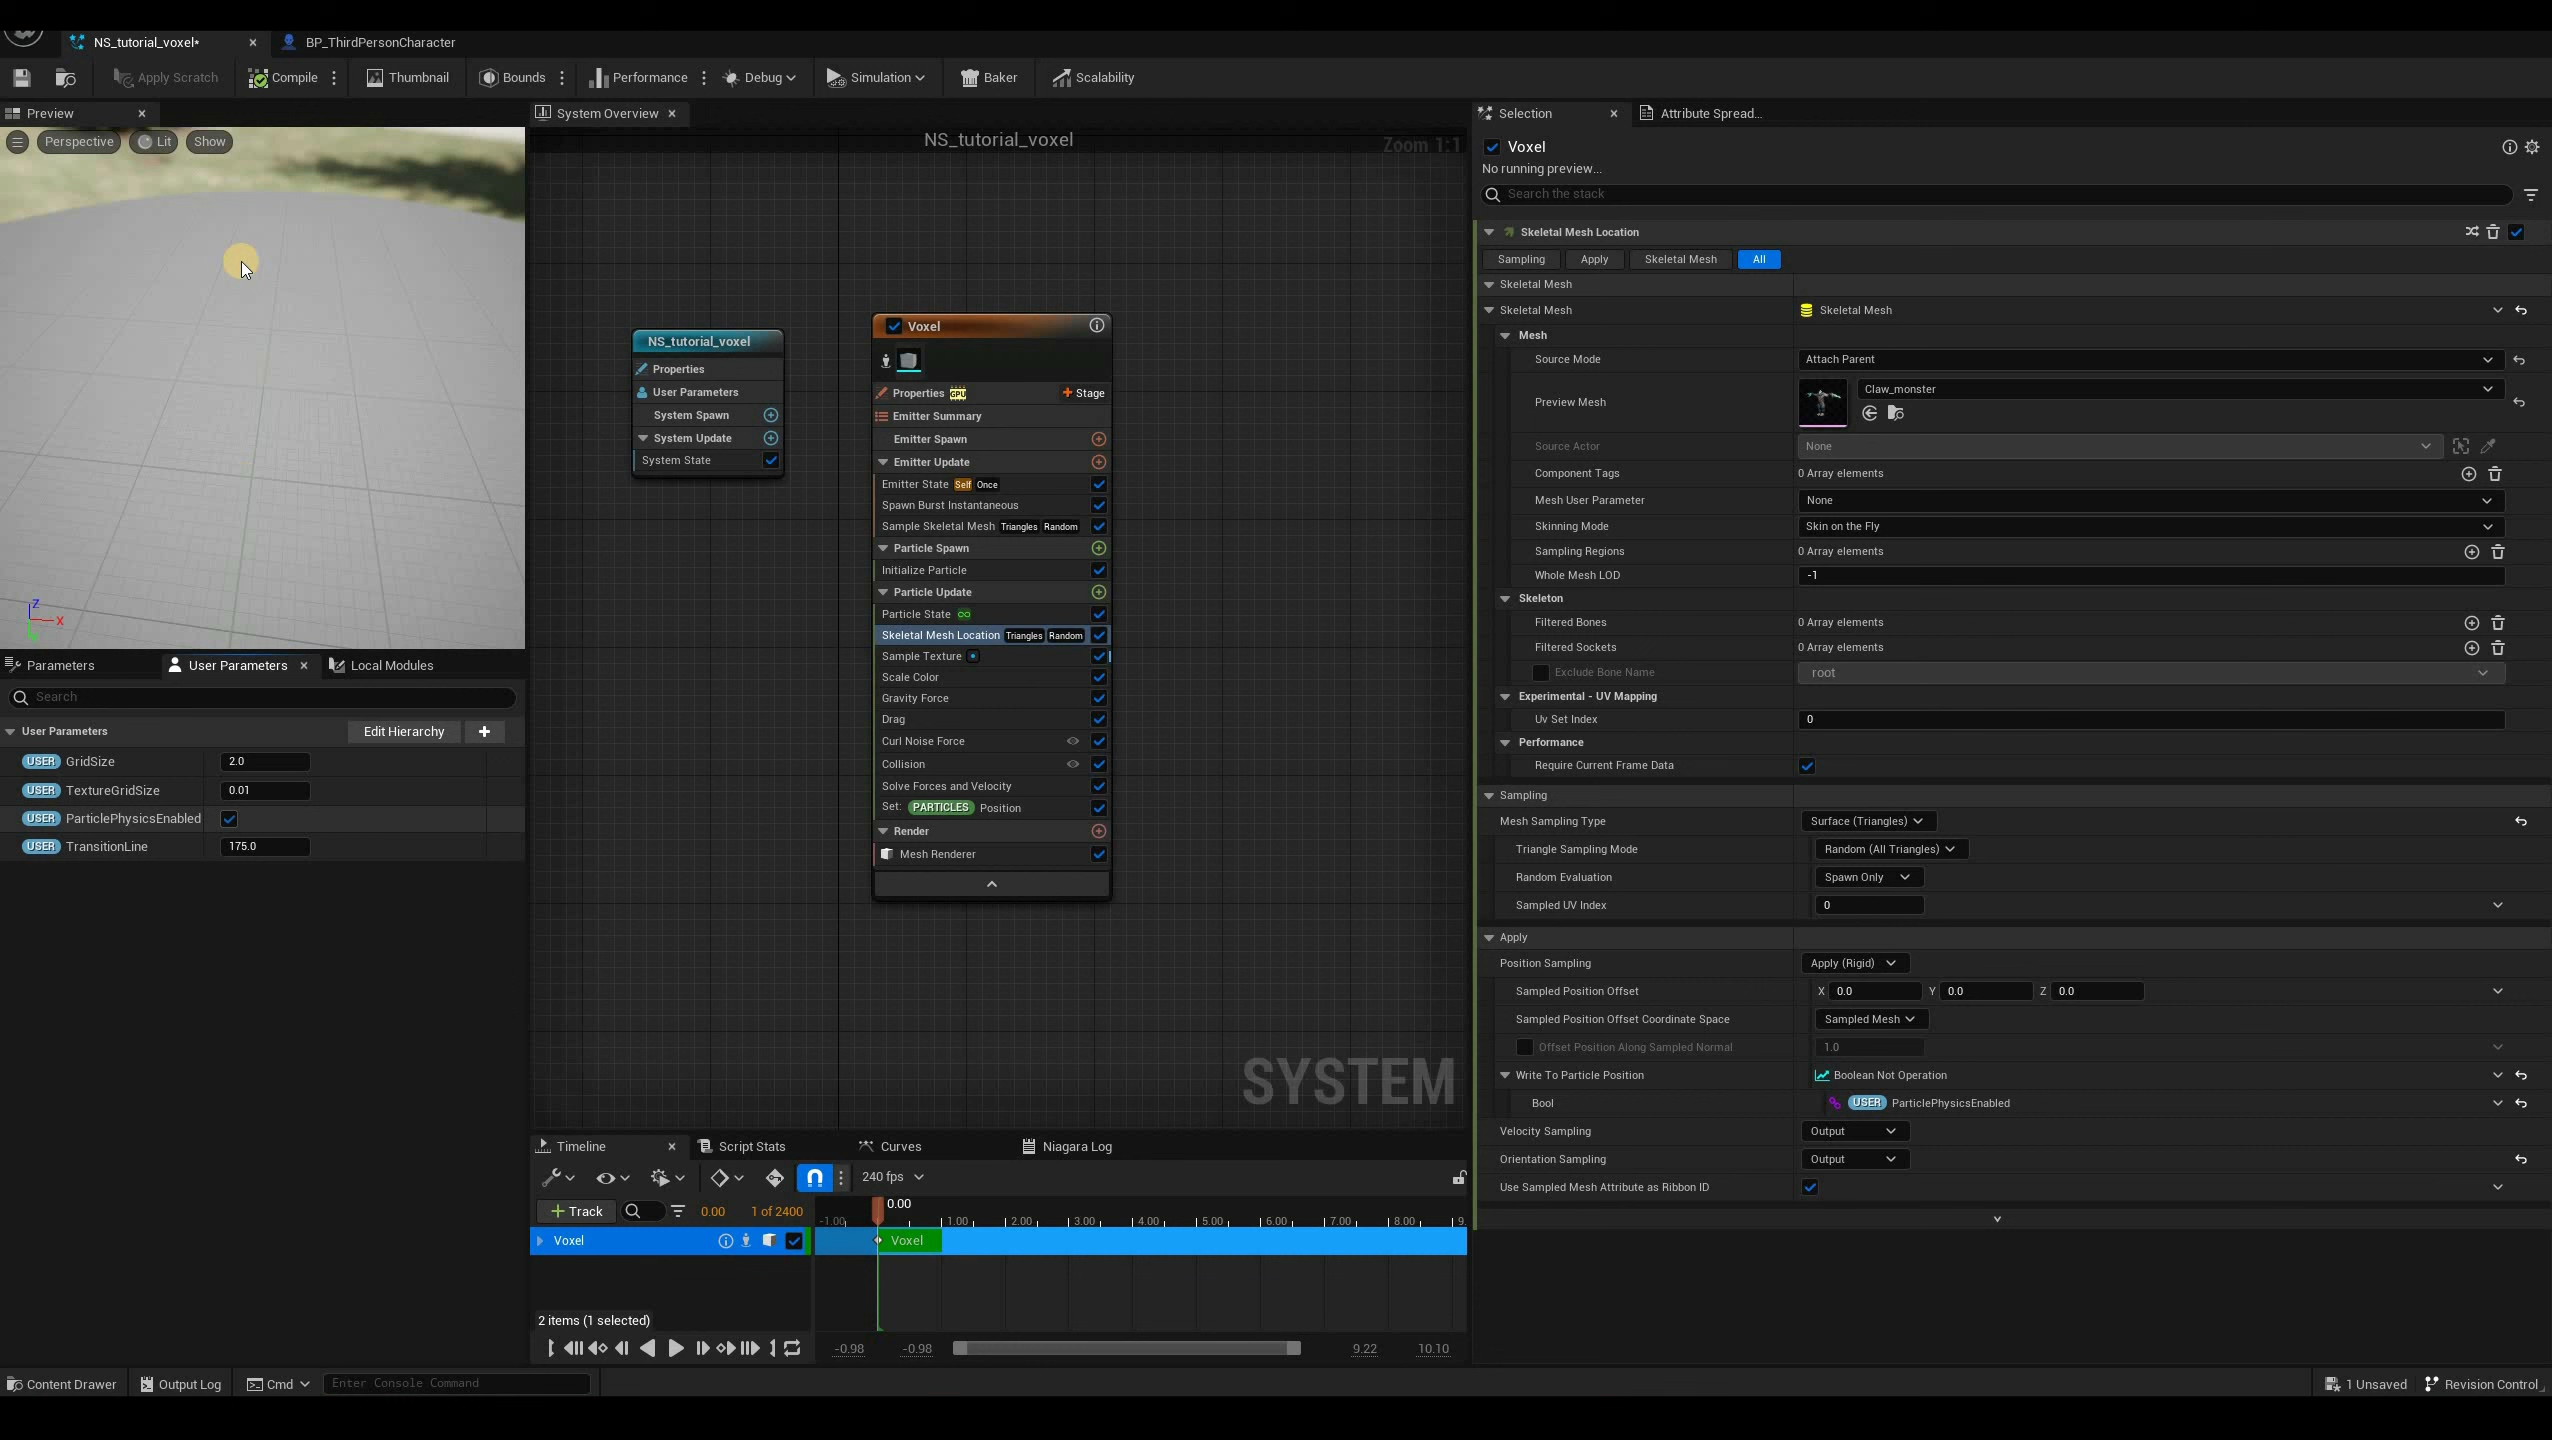 NS_tutorial_voxel*
BP_ThirdPersonCharacter
Apply Scratch
Compile
Thumbnail
Bounds
Performance
Debug
Simulation
Baker
Scalability
Preview
Perspective
Lit
Show
Z
X
Parameters
User Parameters
Local Modules
Search
User Parameters
Edit Hierarchy
USER GridSize 2.0
USER TextureGridSize 0.01
USER ParticlePhysicsEnabled
USER TransitionLine 175.0
System Overview
NS_tutorial_voxel
Zoom 1:1
NS_tutorial_voxel
Properties
User Parameters
System Spawn
System Update
System State
Voxel
Properties GPU + Stage
Emitter Summary
Emitter Spawn
Emitter Update
Emitter State Self Once
Spawn Burst Instantaneous
Sample Skeletal Mesh Triangles Random
Particle Spawn
Initialize Particle
Particle Update
Particle State
Skeletal Mesh Location Triangles Random
Sample Texture
Scale Color
Gravity Force
Drag
Curl Noise Force
Collision
Solve Forces and Velocity
Set: PARTICLES Position
Render
Mesh Renderer
SYSTEM
Timeline
Script Stats
Curves
Niagara Log
240 fps
+ Track
0.00
1 of 2400
0.00
-1.00 1.00 2.00 3.00 4.00 5.00 6.00 7.00 8.00 9.
Voxel
Voxel
2 items (1 selected)
-0.98 -0.98 9.22 10.10
Selection
Attribute Spread...
Voxel
No running preview...
Search the stack
Skeletal Mesh Location
Sampling Apply Skeletal Mesh All
Skeletal Mesh
Skeletal Mesh Skeletal Mesh
Mesh
Source Mode Attach Parent
Preview Mesh Claw_monster
Source Actor None
Component Tags 0 Array elements
Mesh User Parameter None
Skinning Mode Skin on the Fly
Sampling Regions 0 Array elements
Whole Mesh LOD -1
Skeleton
Filtered Bones 0 Array elements
Filtered Sockets 0 Array elements
Exclude Bone Name root
Experimental - UV Mapping
Uv Set Index 0
Performance
Require Current Frame Data
Sampling
Mesh Sampling Type Surface (Triangles)
Triangle Sampling Mode Random (All Triangles)
Random Evaluation Spawn Only
Sampled UV Index 0
Apply
Position Sampling Apply (Rigid)
Sampled Position Offset X 0.0 Y 0.0 Z 0.0
Sampled Position Offset Coordinate Space Sampled Mesh
Offset Position Along Sampled Normal 1.0
Write To Particle Position Boolean Not Operation
Bool USER ParticlePhysicsEnabled
Velocity Sampling Output
Orientation Sampling Output
Use Sampled Mesh Attribute as Ribbon ID
Content Drawer
Output Log
Cmd
Enter Console Command
1 Unsaved
Revision Control